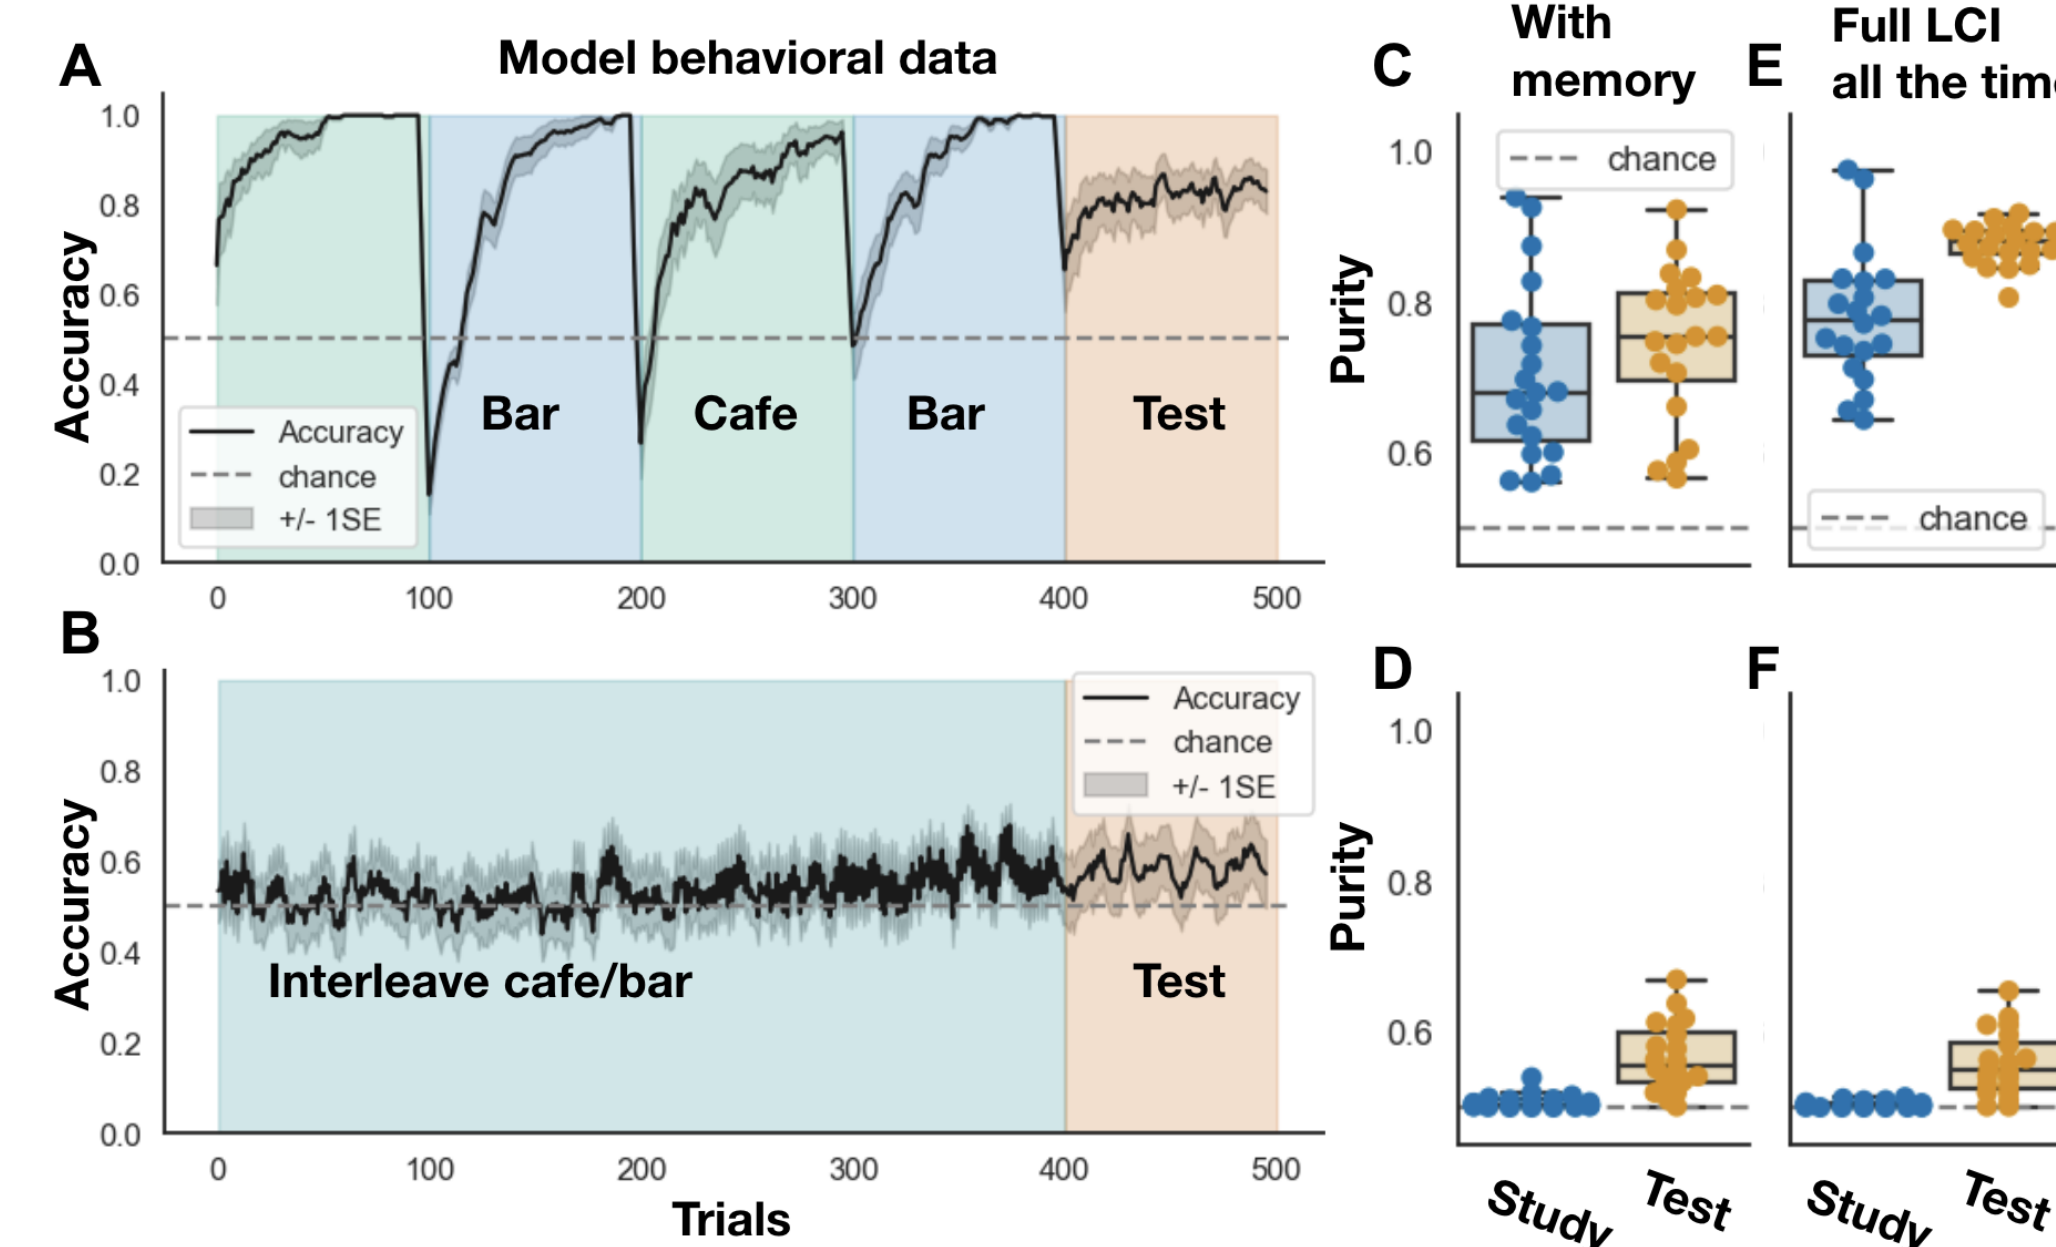 A
Model behavioral data
Accuracy
1.0
0.8
0.6
0.4
0.2
0.0
Bar
Cafe
Bar
Test
Accuracy
chance
+/- 1SE
0
100
200
300
400
500
B
Accuracy
1.0
0.8
0.6
0.4
0.2
0.0
Accuracy
chance
+/- 1SE
Interleave cafe/bar
Test
0
100
200
300
400
500
Trials
C
With
memory
Purity
1.0
0.8
0.6
chance
E
Full LCI
all the time
chance
D
Purity
1.0
0.8
0.6
Study
Test
F
Study
Test